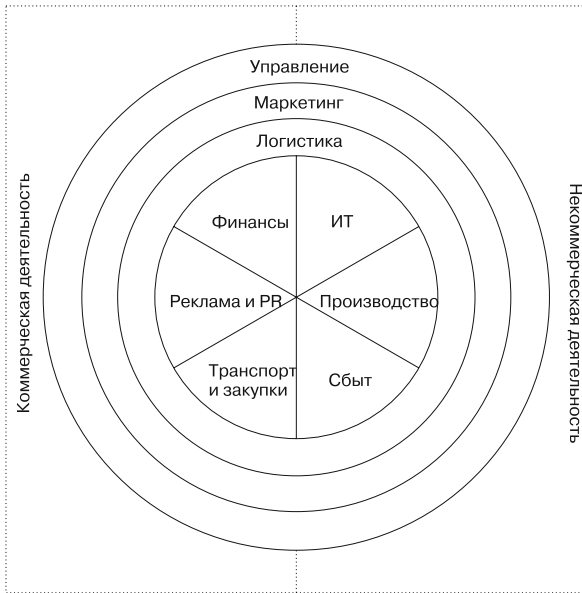 Управление
Маркетинг
Логистика
Финансы
ИТ
Реклама и PR
Производство
Транспорт
и закупки
Сбыт
Коммерческая деятельность
Некоммерческая деятельность